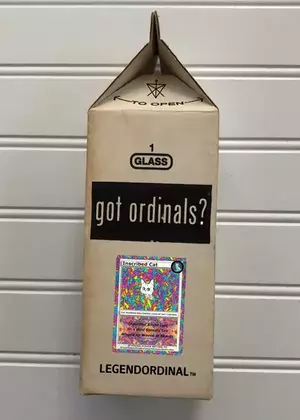 TO OPEN
1
GLASS
got ordinals?
Inscribed Cat
LEGENDORDINAL™